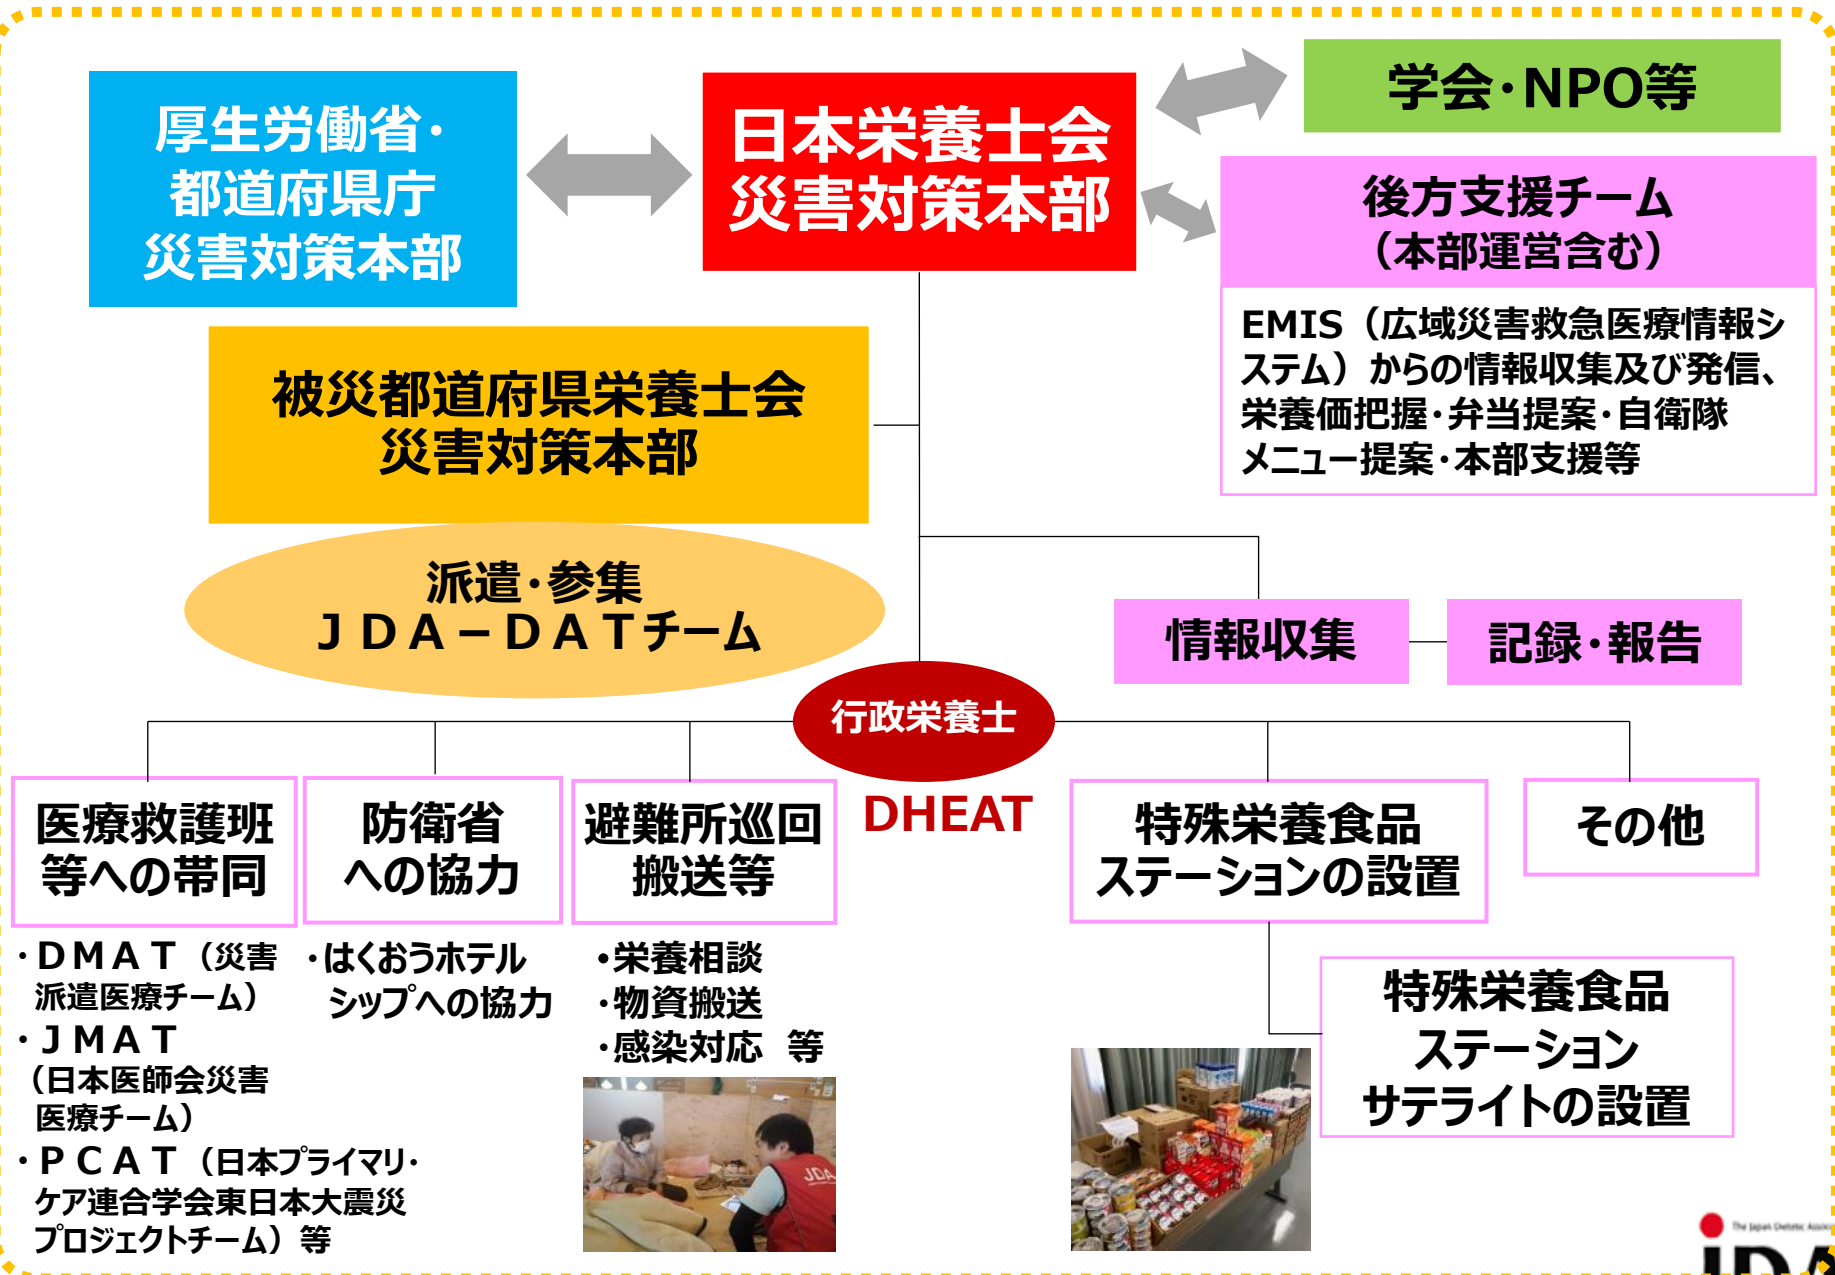 厚生労働省・
都道府県庁
災害対策本部
日本栄養士会
災害対策本部
学会・NPO等
後方支援チーム
（本部運営含む）
EMIS（広域災害救急医療情報シ
ステム）からの情報収集及び発信、
栄養価把握・弁当提案・自衛隊
メニュー提案・本部支援等
被災都道府県栄養士会
災害対策本部
派遣・参集
ＪＤＡ－ＤＡＴチーム
情報収集
記録・報告
行政栄養士
DHEAT
医療救護班
等への帯同
・ＤＭＡＴ（災害
派遣医療チーム）
・ＪＭＡＴ
（日本医師会災害
医療チーム）
・ＰＣＡＴ（日本プライマリ・
ケア連合学会東日本大震災
プロジェクトチーム）等
防衛省
への協力
・はくおうホテル
シップへの協力
避難所巡回
搬送等
・栄養相談
・物資搬送
・感染対応 等
JDA
特殊栄養食品
ステーションの設置
特殊栄養食品
ステーション
サテライトの設置
その他
The Japan Dietetic
JDA